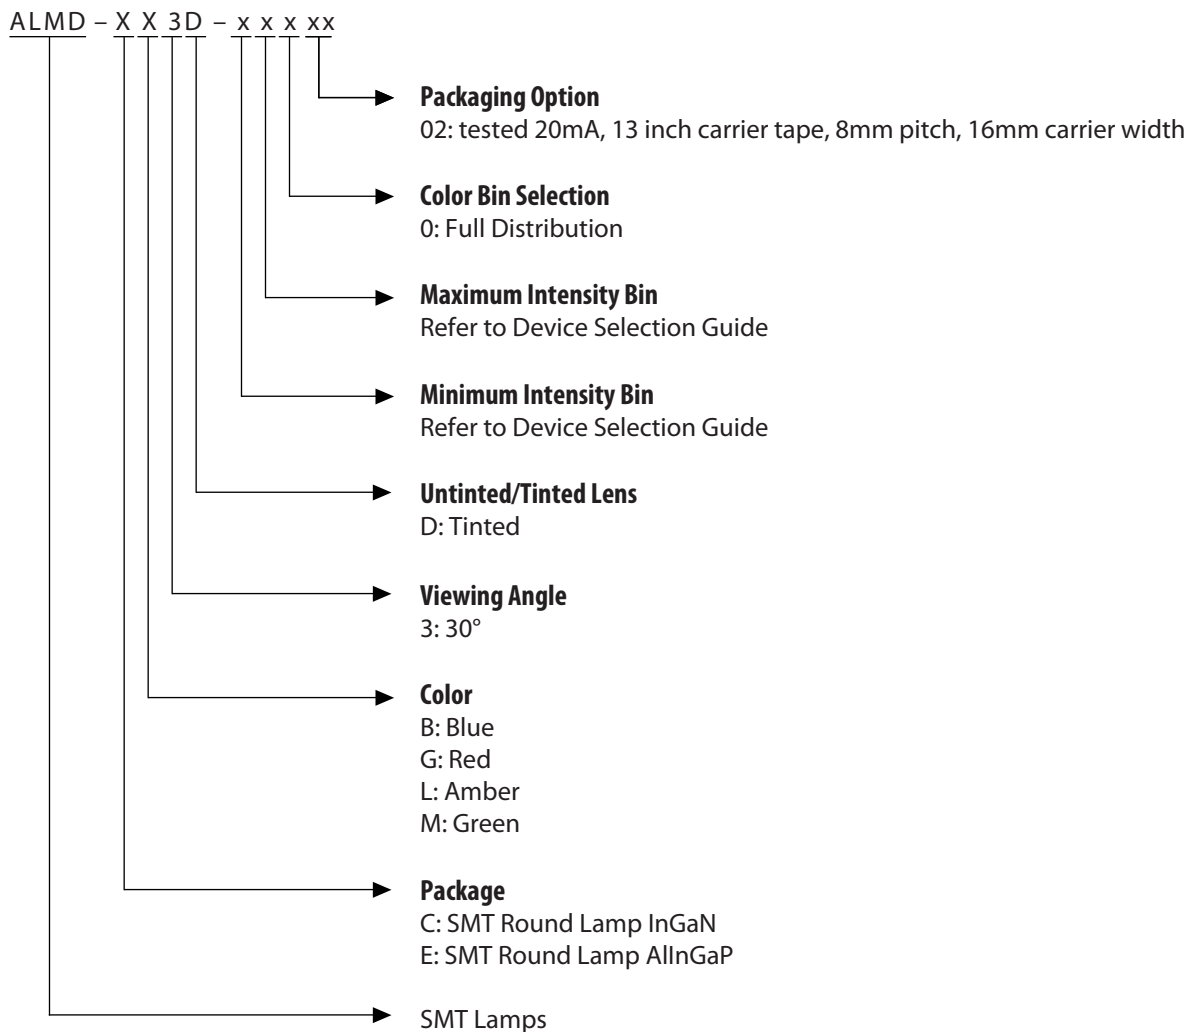 ALMD – X X 3 D – x x x xx
Packaging Option
02: tested 20mA, 13 inch carrier tape, 8mm pitch, 16mm carrier width
Color Bin Selection
0: Full Distribution
Maximum Intensity Bin
Refer to Device Selection Guide
Minimum Intensity Bin
Refer to Device Selection Guide
Untinted/Tinted Lens
D: Tinted
Viewing Angle
3: 30°
Color
B: Blue
G: Red
L: Amber
M: Green
Package
C: SMT Round Lamp InGaN
E: SMT Round Lamp AlInGaP
SMT Lamps